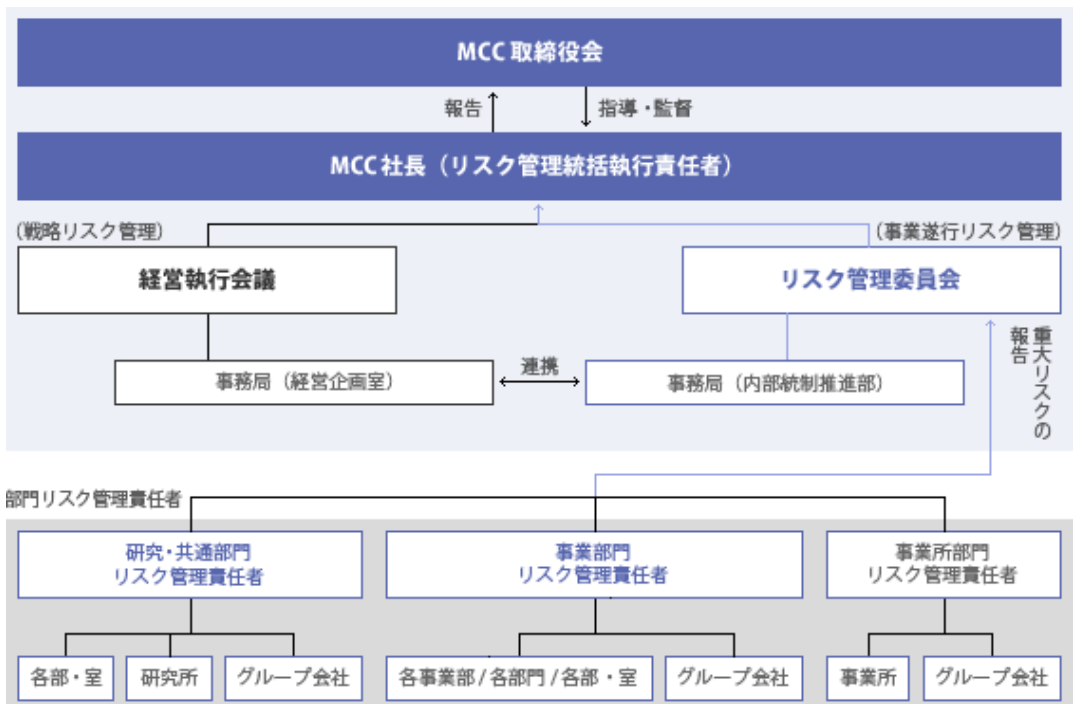 MCC 取締役会
報告
指導・監督
MCC 社長（リスク管理統括執行責任者）
(戦略リスク管理)
(事業遂行リスク管理)
経営執行会議
リスク管理委員会
重大リスクの
報告
事務局（経営企画室）
連携
事務局（内部統制推進部）
部門リスク管理責任者
研究・共通部門
リスク管理責任者
事業部門
リスク管理責任者
事業所部門
リスク管理責任者
各部・室
研究所
グループ会社
各事業部/各部門/各部・室
グループ会社
事業所
グループ会社